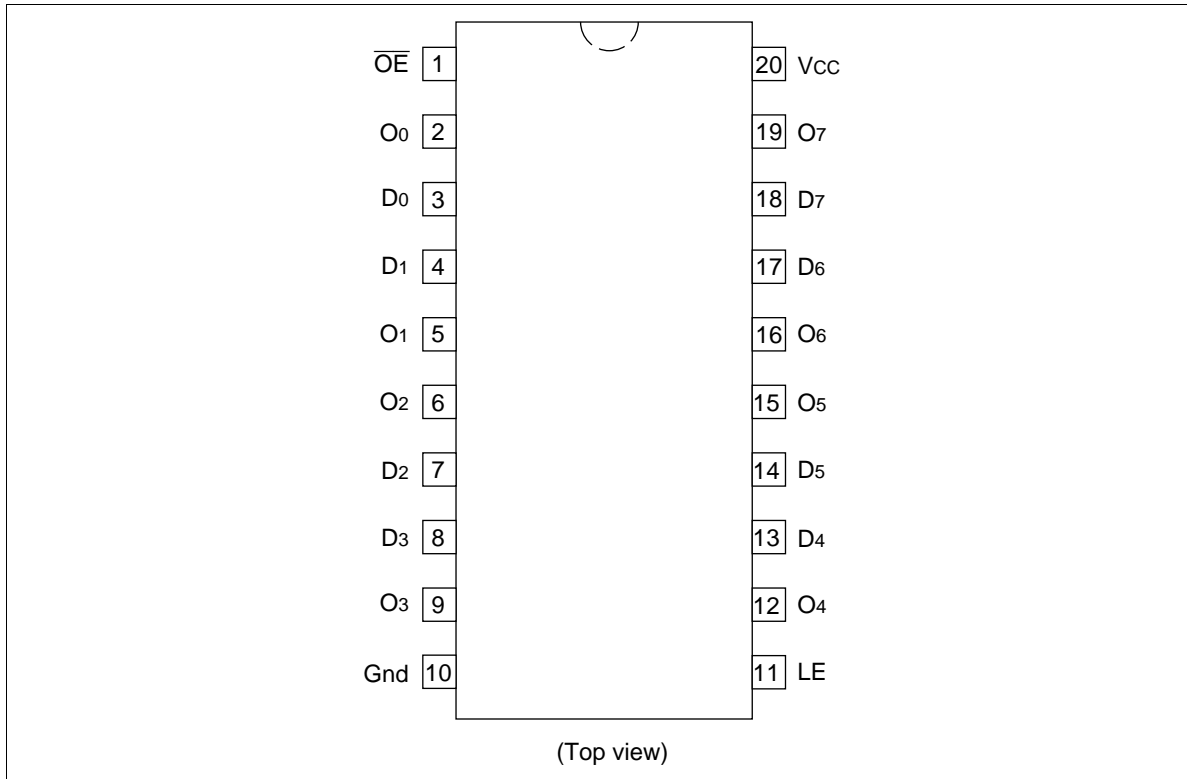 O̅E̅ 1 20 VCC
O0 2 19 O7
D0 3 18 D7
D1 4 17 D6
O1 5 16 O6
O2 6 15 O5
D2 7 14 D5
D3 8 13 D4
O3 9 12 O4
Gnd 10 11 LE
(Top view)